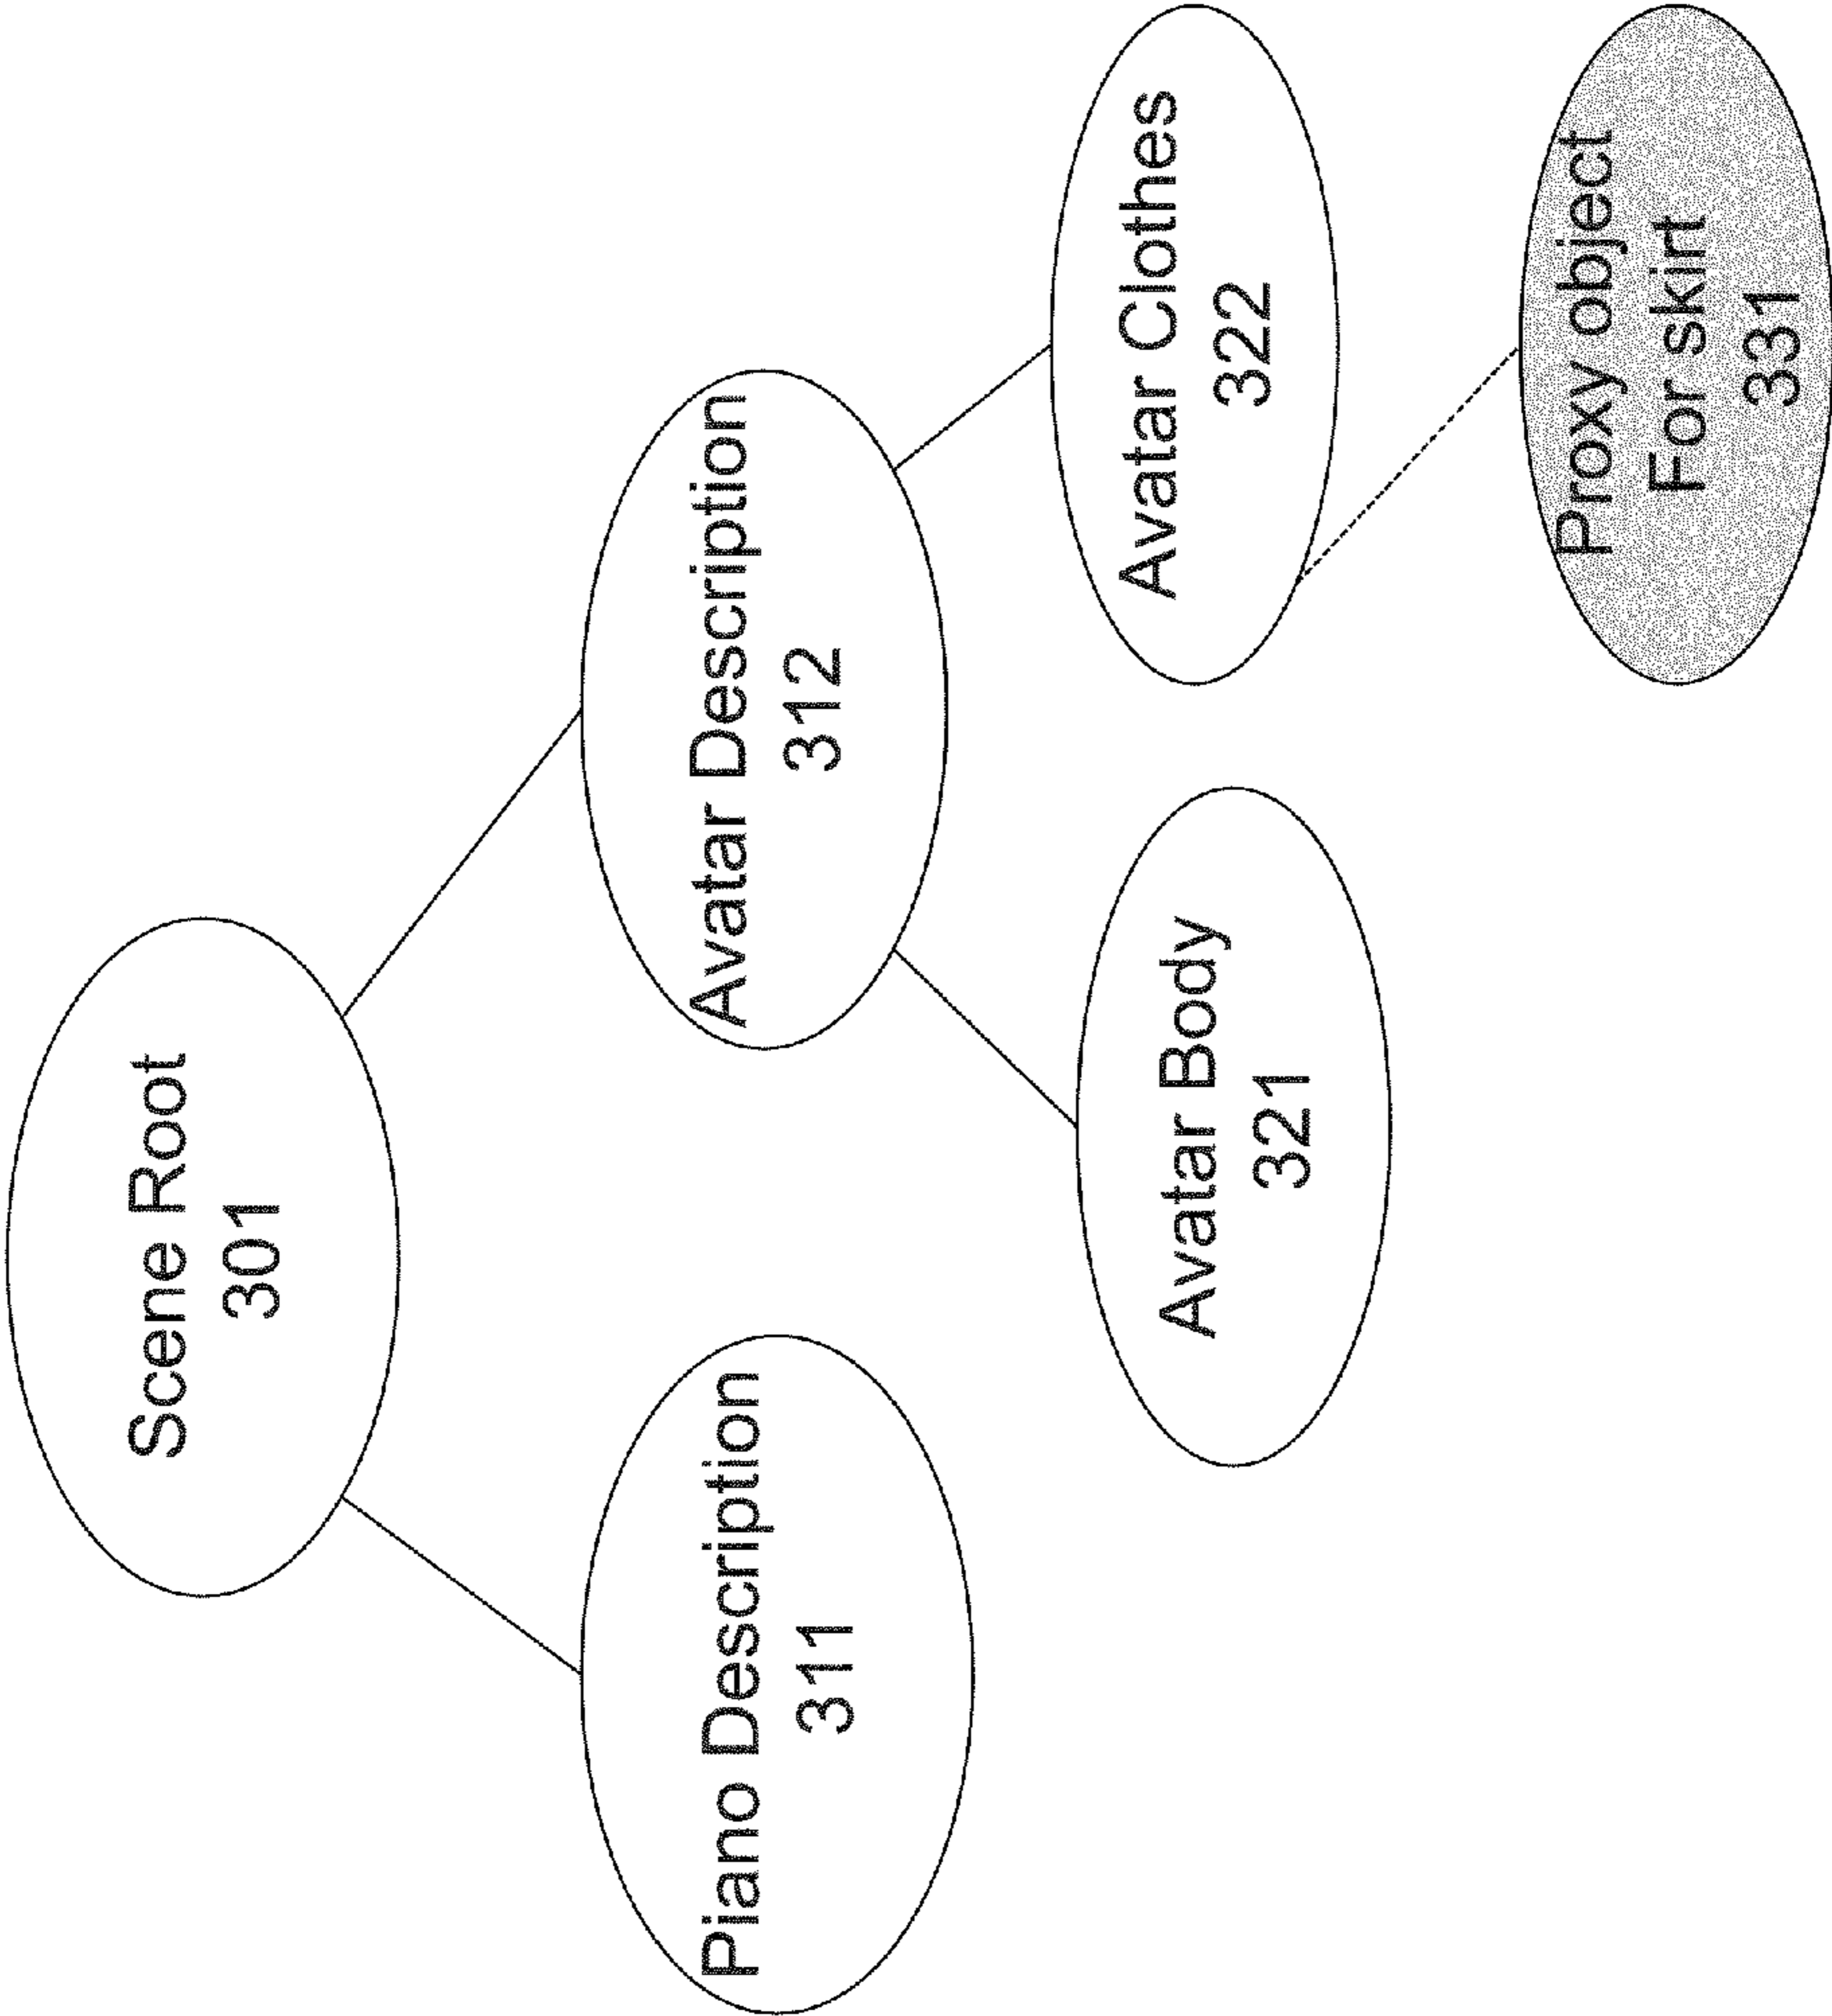 Scene Root
301
Piano Description
311
Avatar Description
312
Avatar Body
321
Avatar Clothes
322
Proxy object
For skirt
331